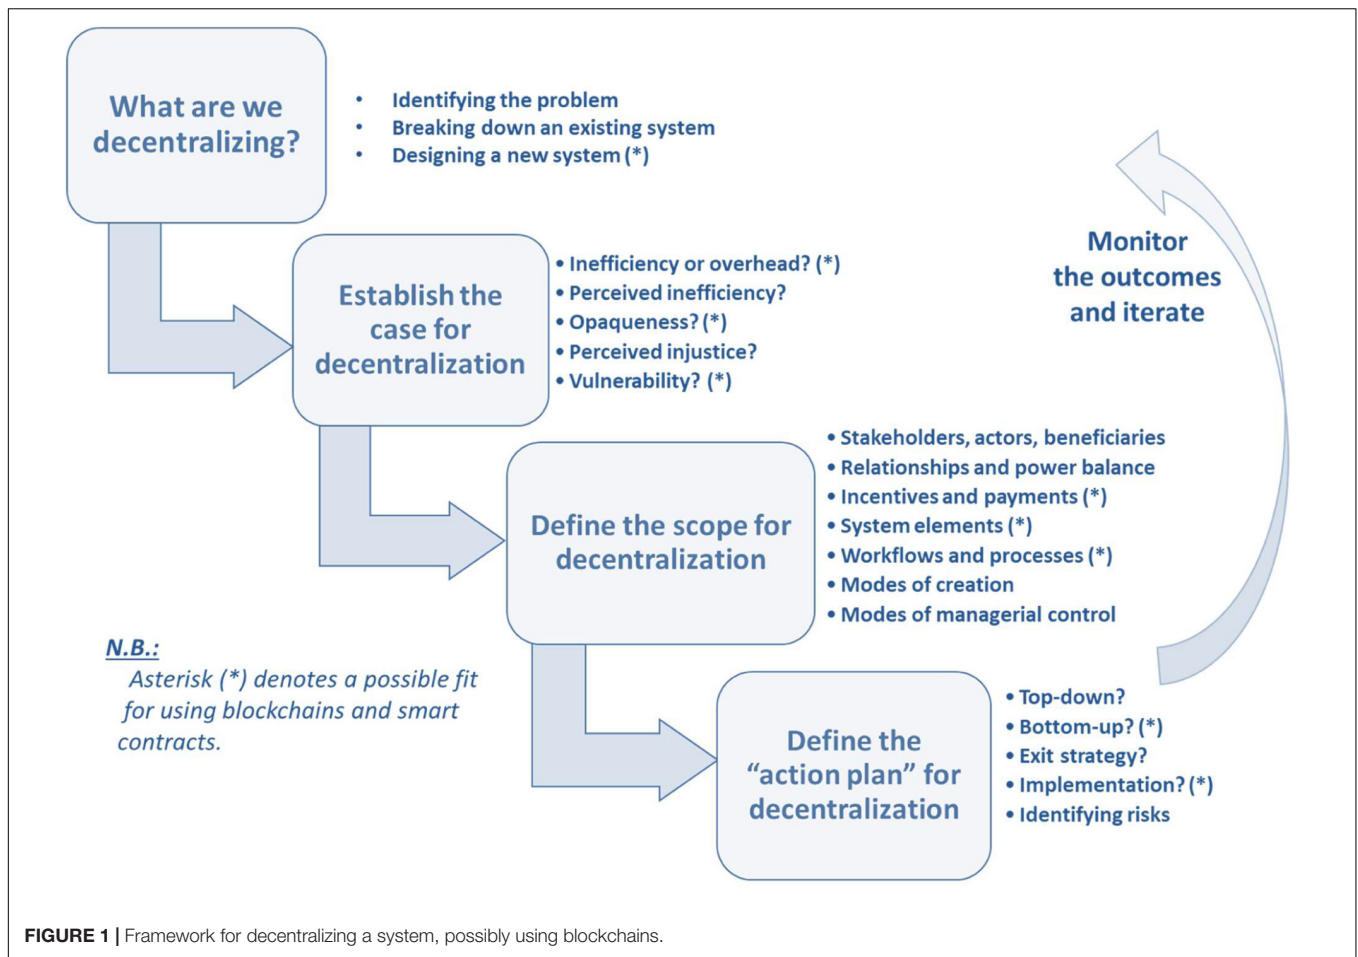 What are we
decentralizing?
• Identifying the problem
• Breaking down an existing system
• Designing a new system (*)
Establish the
case for
decentralization
• Inefficiency or overhead? (*)
• Perceived inefficiency?
• Opaqueness? (*)
• Perceived injustice?
• Vulnerability? (*)
Monitor
the outcomes
and iterate
Define the scope for
decentralization
• Stakeholders, actors, beneficiaries
• Relationships and power balance
• Incentives and payments (*)
• System elements (*)
• Workflows and processes (*)
• Modes of creation
• Modes of managerial control
N.B.:
Asterisk (*) denotes a possible fit
for using blockchains and smart
contracts.
Define the
“action plan” for
decentralization
• Top-down?
• Bottom-up? (*)
• Exit strategy?
• Implementation? (*)
• Identifying risks
FIGURE 1 | Framework for decentralizing a system, possibly using blockchains.